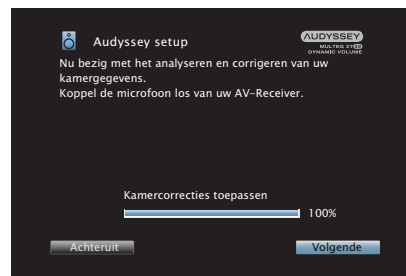 Audyssey setup
AUDYSSEY
MULTEQ XT32
DYNAMIC VOLUME
Nu bezig met het analyseren en corrigeren van uw
kamergegevens.
Koppel de microfoon los van uw AV-Receiver.
Kamercorrecties toepassen
100%
Achteruit
Volgende